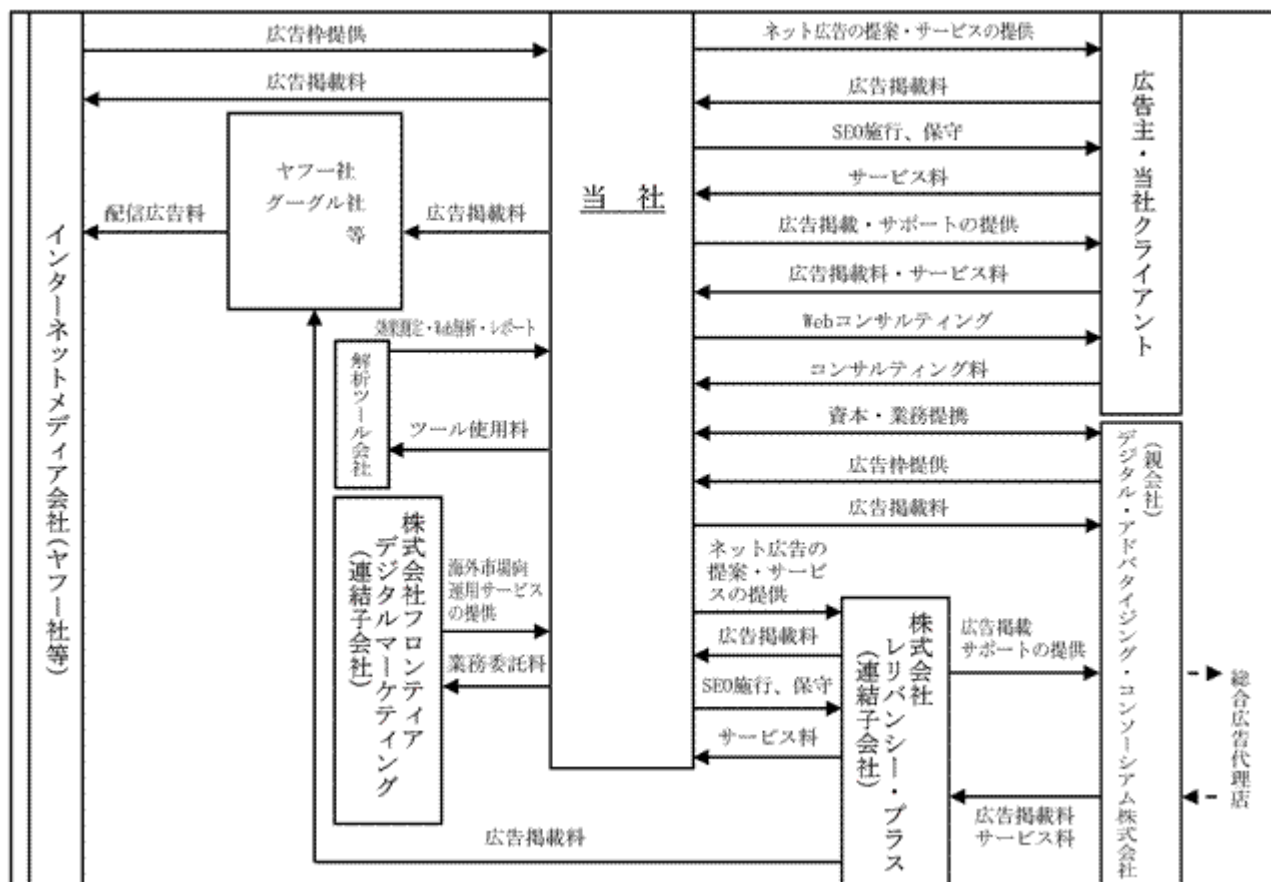 インターネットメディア会社(ヤフー社等)
広告枠提供
広告掲載料
ヤフー社
グーグル社
等
配信広告料
広告掲載料
効果測定・Web解析・レポート
解析ツール会社
ツール使用料
株式会社フロンティア
デジタルマーケティング
(連結子会社)
海外市場向
運用サービス
の提供
業務委託料
当 社
ネット広告の提案・サービスの提供
広告掲載料
SEO施行、保守
サービス料
広告掲載・サポートの提供
広告掲載料・サービス料
Webコンサルティング
コンサルティング料
広告主・当社クライアント
資本・業務提携
広告枠提供
広告掲載料
ネット広告の
提案・サービ
スの提供
広告掲載料
SEO施行、保守
サービス料
株式会社
レリバンシー・プラス
(連結子会社)
広告掲載
サポートの提供
広告掲載料
サービス料
(親会社)
デジタル・アドバタイジング・コンソーシアム株式会社
総合広告代理店
広告掲載料